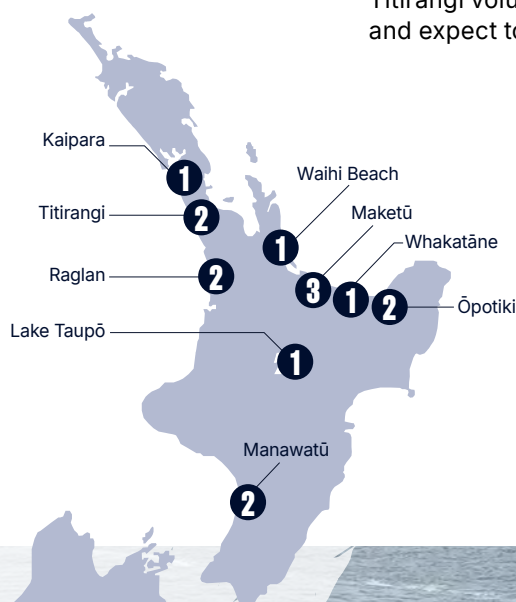 Titirangi
and expect to
Kaipara
1
Waihi Beach
Titirangi
2
Maketū
1
Whakatāne
Raglan
2
3
1
2
Ōpotiki
Lake Taupō
1
Manawatū
2